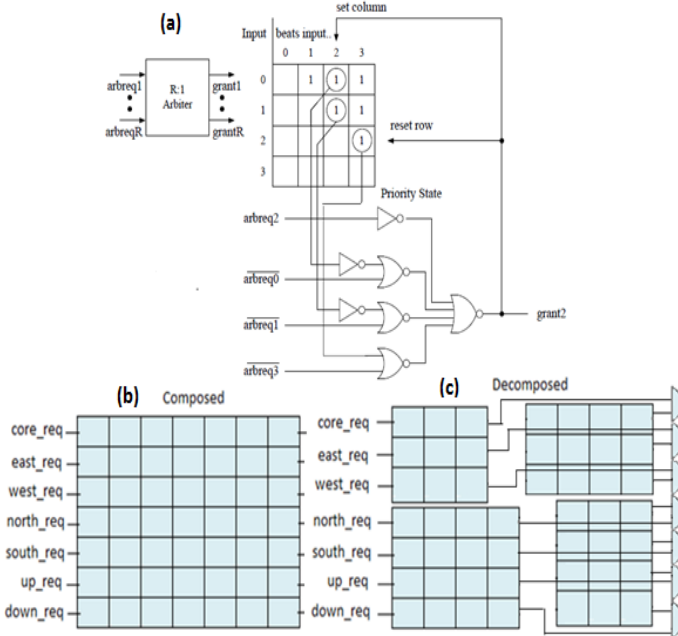 (a)
set column
Input beats input..
0 1 2 3
0 1 1 1
1 1 1
2 1
3
arbreq1
R:1
Arbiter
grant1
arbreqR
grantR
reset row
Priority State
arbreq2
arbreq0
arbreq1
arbreq3
grant2
(b)
Composed
core_req
east_req
west_req
north_req
south_req
up_req
down_req
(c)
Decomposed
core_req
east_req
west_req
north_req
south_req
up_req
down_req